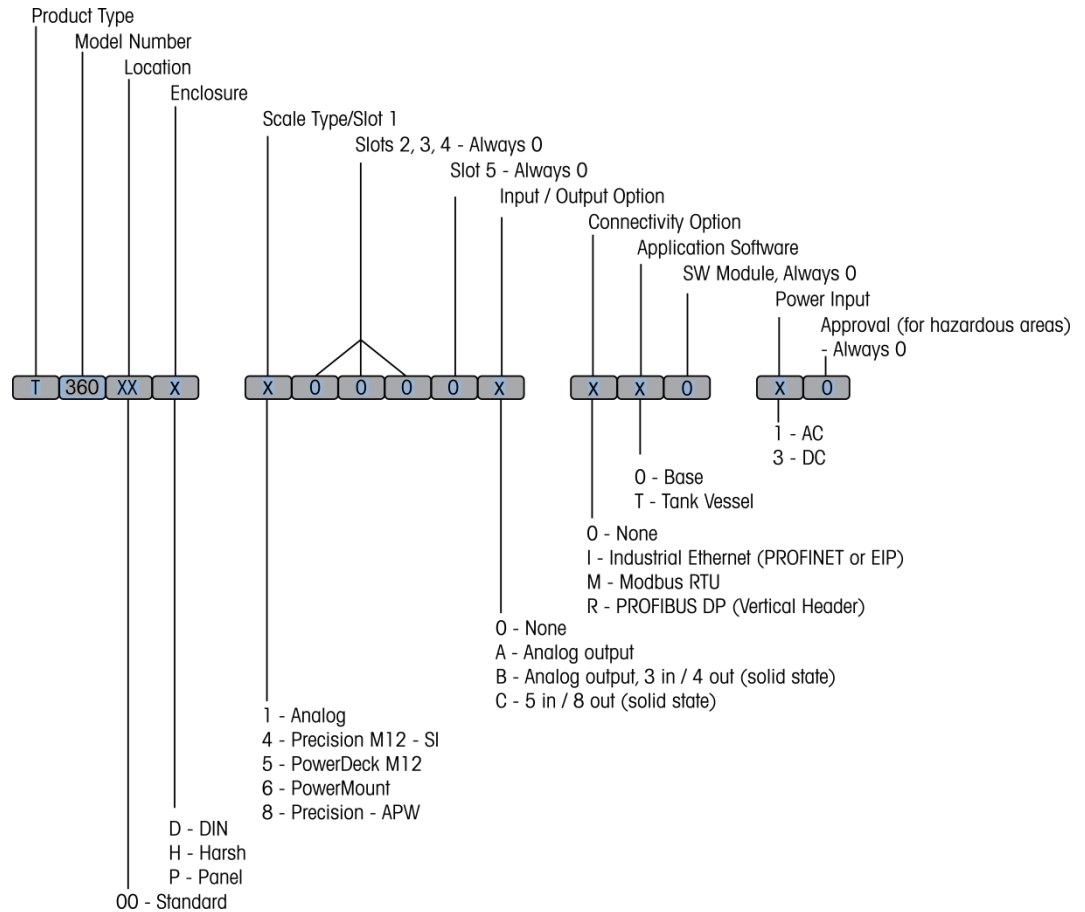 Product Type
Model Number
Location
Enclosure
Scale Type/Slot 1
Slots 2, 3, 4 - Always 0
Slot 5 - Always 0
Input / Output Option
Connectivity Option
Application Software
SW Module, Always 0
Power Input
Approval (for hazardous areas)
- Always 0
T 360 XX X X 0 0 0 0 X X X 0 X 0
1 - AC
3 - DC
0 - Base
T - Tank Vessel
0 - None
I - Industrial Ethernet (PROFINET or EIP)
M - Modbus RTU
R - PROFIBUS DP (Vertical Header)
0 - None
A - Analog output
B - Analog output, 3 in / 4 out (solid state)
C - 5 in / 8 out (solid state)
1 - Analog
4 - Precision M12 - SI
5 - PowerDeck M12
6 - PowerMount
8 - Precision - APW
D - DIN
H - Harsh
P - Panel
00 - Standard